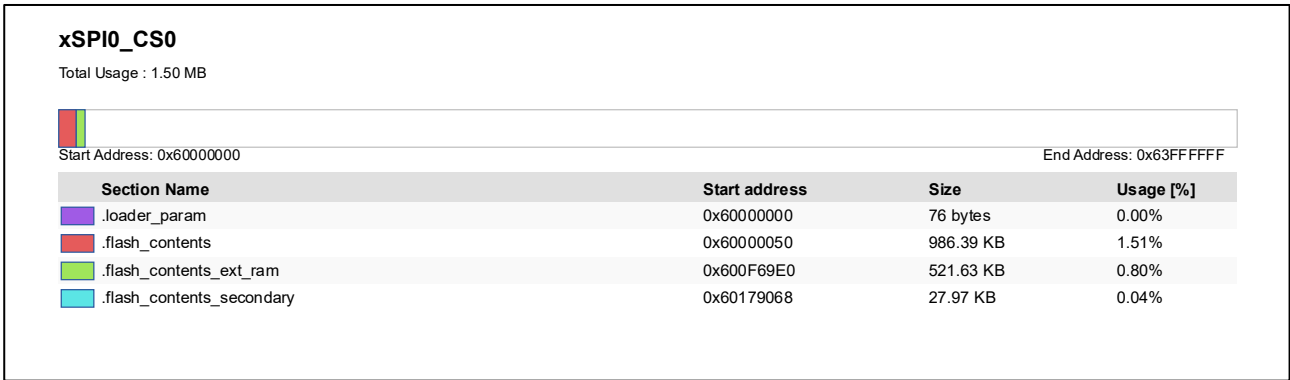 xSPI0_CS0
Total Usage : 1.50 MB
Start Address: 0x60000000 End Address: 0x63FFFFFF
Section Name Start address Size Usage [%]
.loader_param 0x60000000 76 bytes 0.00%
.flash_contents 0x60000050 986.39 KB 1.51%
.flash_contents_ext_ram 0x600F69E0 521.63 KB 0.80%
.flash_contents_secondary 0x60179068 27.97 KB 0.04%